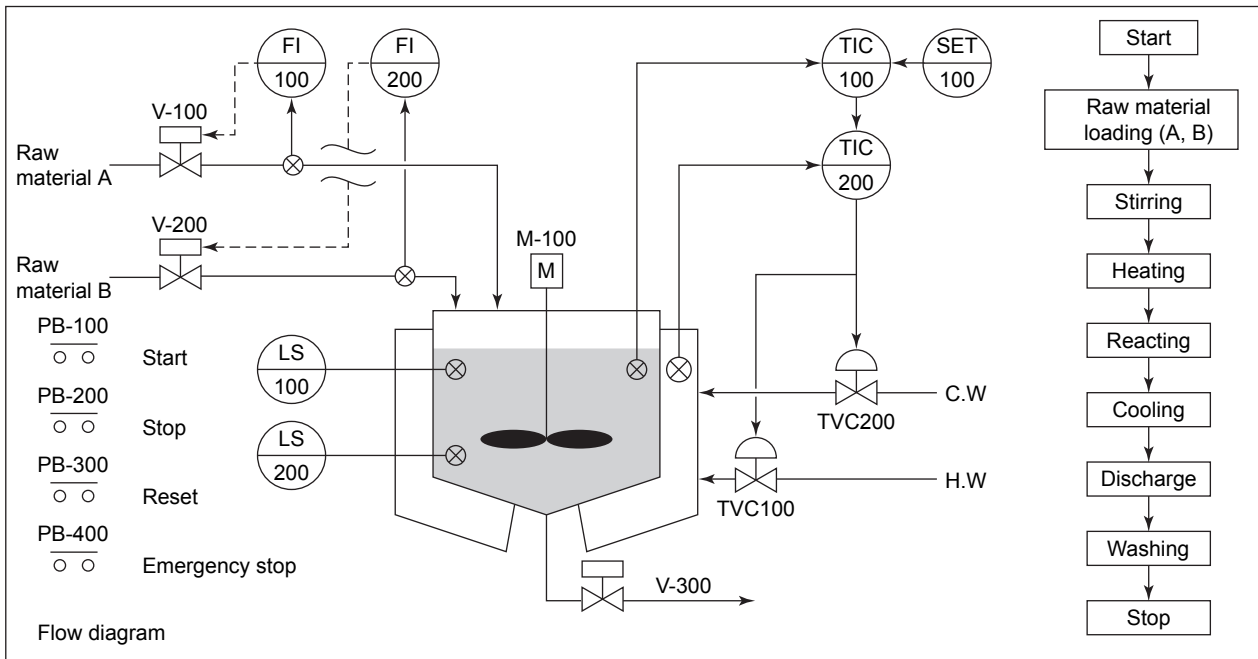 FI
100
FI
200
TIC
100
SET
100
TIC
200
V-100
Raw
material A
V-200
Raw
material B
M-100
M
PB-100
Start
PB-200
Stop
PB-300
Reset
PB-400
Emergency stop
LS
100
LS
200
C.W
TVC200
H.W
TVC100
V-300
Flow diagram
Start
Raw material
loading (A, B)
Stirring
Heating
Reacting
Cooling
Discharge
Washing
Stop